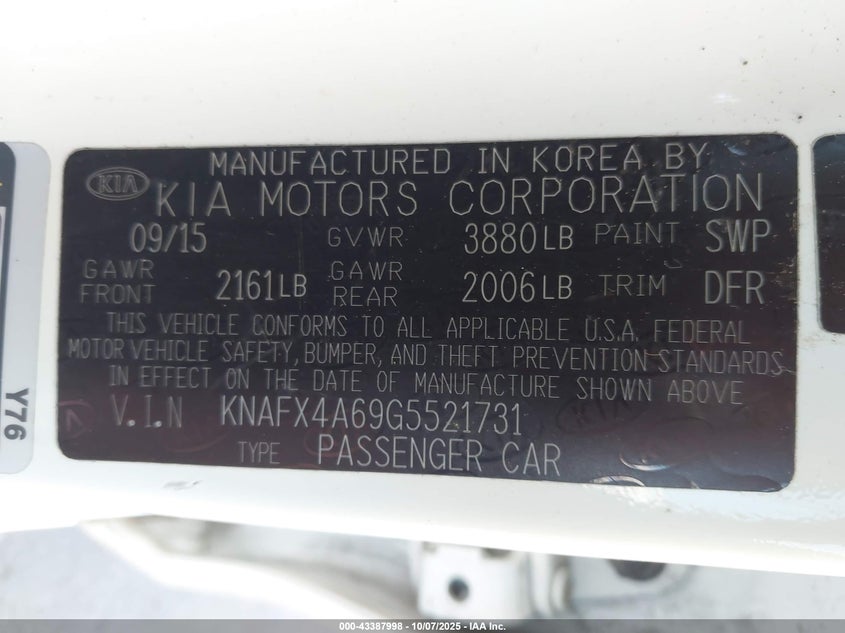 MANUFACTURED IN KOREA BY
KIA
KIA MOTORS CORPORATION
09/15 GVWR 3880LB PAINT SWP
GAWR FRONT 2161LB GAWR REAR 2006LB TRIM DFR
THIS VEHICLE CONFORMS TO ALL APPLICABLE U.S.A. FEDERAL
MOTOR VEHICLE SAFETY, BUMPER, AND THEFT PREVENTION STANDARDS
IN EFFECT ON THE DATE OF MANUFACTURE SHOWN ABOVE
V.I.N KNAFX4A69G5521731
TYPE PASSENGER CAR
Y76
000-43387998 - 10/07/2025 - IAA Inc.